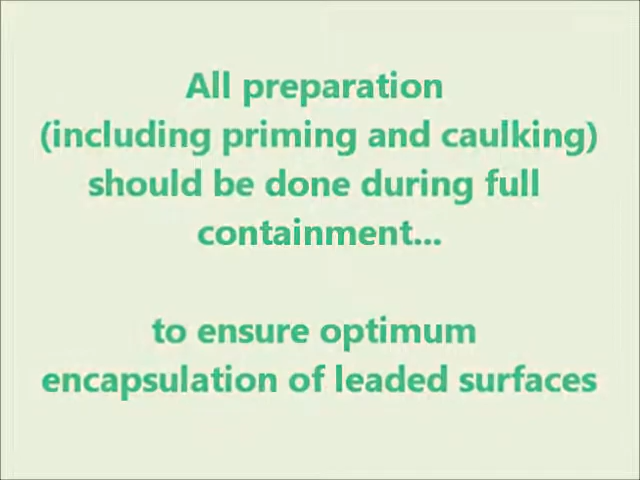 All preparation
(including priming and caulking)
should be done during full
containment...
to ensure optimum
encapsulation of leaded surfaces